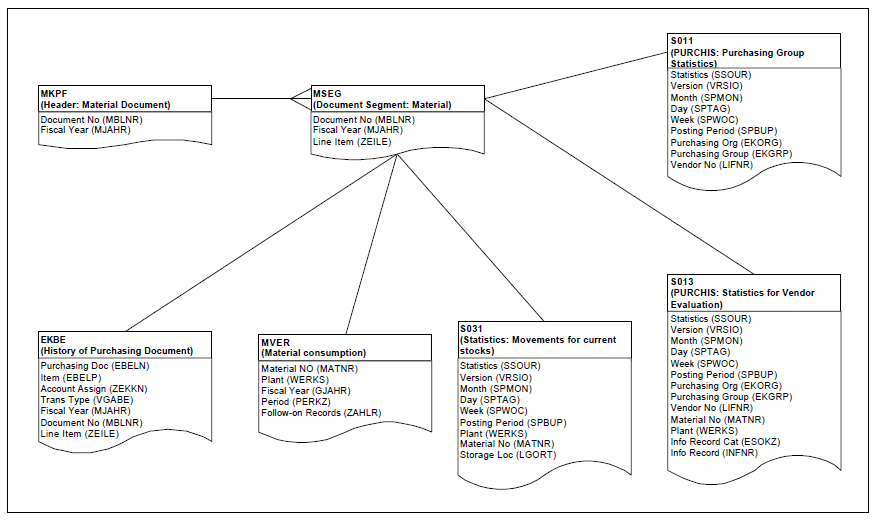 S011
(PURCHIS: Purchasing Group
Statistics)
Statistics (SSOUR)
Version (VRSIO)
Month (SPMON)
Day (SPTAG)
Week (SPWOC)
Posting Period (SPBUP)
Purchasing Org (EKORG)
Purchasing Group (EKGRP)
Vendor No (LIFNR)
MKPF
(Header: Material Document)
Document No (MBLNR)
Fiscal Year (MJAHR)
MSEG
(Document Segment: Material)
Document No (MBLNR)
Fiscal Year (MJAHR)
Line Item (ZEILE)
EKBE
(History of Purchasing Document)
Purchasing Doc (EBELN)
Item (EBELP)
Account Assign (ZEKKN)
Trans Type (VGABE)
Fiscal Year (MJAHR)
Document No (MBLNR)
Line Item (ZEILE)
MVER
(Material consumption)
Material NO (MATNR)
Plant (WERKS)
Fiscal Year (GJAHR)
Period (PERKZ)
Follow-on Records (ZAHLR)
S031
(Statistics: Movements for current
stocks)
Statistics (SSOUR)
Version (VRSIO)
Month (SPMON)
Day (SPTAG)
Week (SPWOC)
Posting Period (SPBUP)
Plant (WERKS)
Material No (MATNR)
Storage Loc (LGORT)
S013
(PURCHIS: Statistics for Vendor
Evaluation)
Statistics (SSOUR)
Version (VRSIO)
Month (SPMON)
Day (SPTAG)
Week (SPWOC)
Posting Period (SPBUP)
Purchasing Org (EKORG)
Purchasing Group (EKGRP)
Vendor No (LIFNR)
Material No (MATNR)
Plant (WERKS)
Info Record Cat (ESOKZ)
Info Record (INFNR)